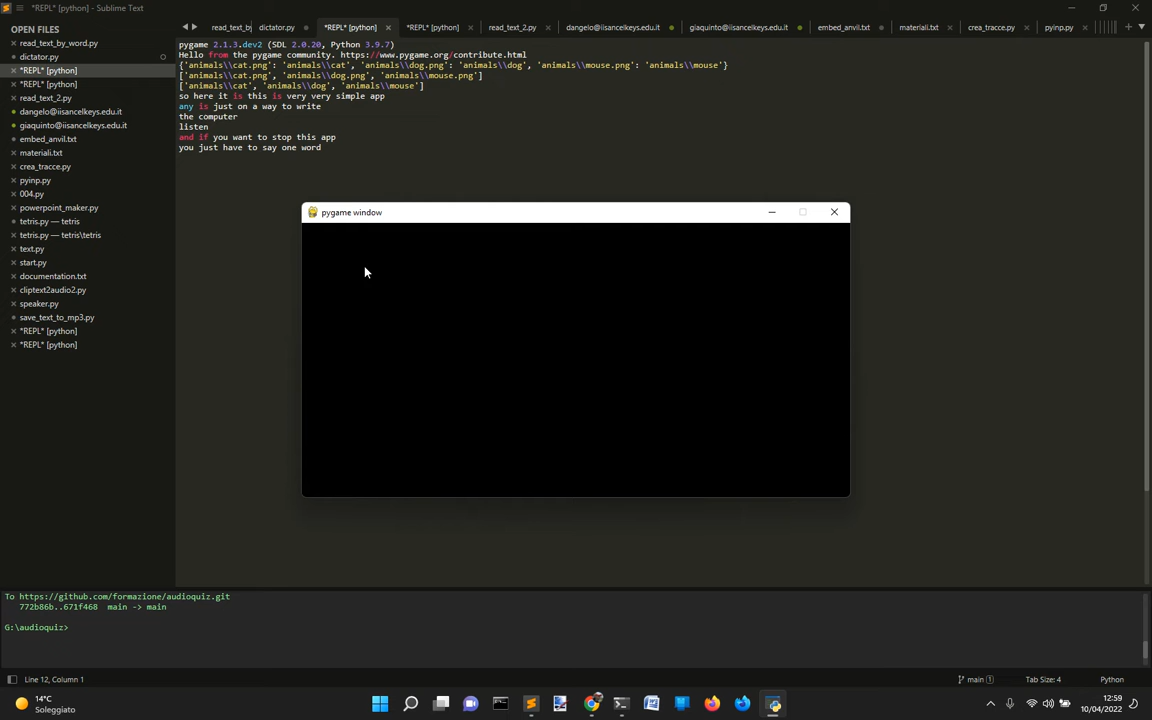 *REPL* [python] - Sublime Text
OPEN FILES
read_text_by_word.py
dictator.py
*REPL* [python]
*REPL* [python]
read_text_2.py
dangelo@iisancelkeys.edu.it
giaquinto@iisancelkeys.edu.it
embed_anvil.txt
materiali.txt
crea_tracce.py
pyinp.py
004.py
powerpoint_maker.py
tetris.py — tetris
tetris.py — tetris\tetris
text.py
start.py
documentation.txt
cliptext2audio2.py
speaker.py
save_text_to_mp3.py
*REPL* [python]
*REPL* [python]
read_text_by dictator.py *REPL* [python] *REPL* [python] read_text_2.py dangelo@iisancelkeys.edu.it giaquinto@iisancelkeys.edu.it embed_anvil.txt materiali.txt crea_tracce.py pyinp.py
pygame 2.1.3.dev2 (SDL 2.0.20, Python 3.9.7)
Hello from the pygame community. https://www.pygame.org/contribute.html
{'animals\\cat.png': 'animals\\cat', 'animals\\dog.png': 'animals\\dog', 'animals\\mouse.png': 'animals\\mouse'}
['animals\\cat.png', 'animals\\dog.png', 'animals\\mouse.png']
['animals\\cat', 'animals\\dog', 'animals\\mouse']
so here it is this is very very simple app
any is just on a way to write
the computer
listen
and if you want to stop this app
you just have to say one word
pygame window
To https://github.com/formazione/audioquiz.git
772b86b..671f468 main -> main
G:\audioquiz>
Line 12, Column 1
main 1
Tab Size: 4
Python
14°C
Soleggiato
12:59
10/04/2022